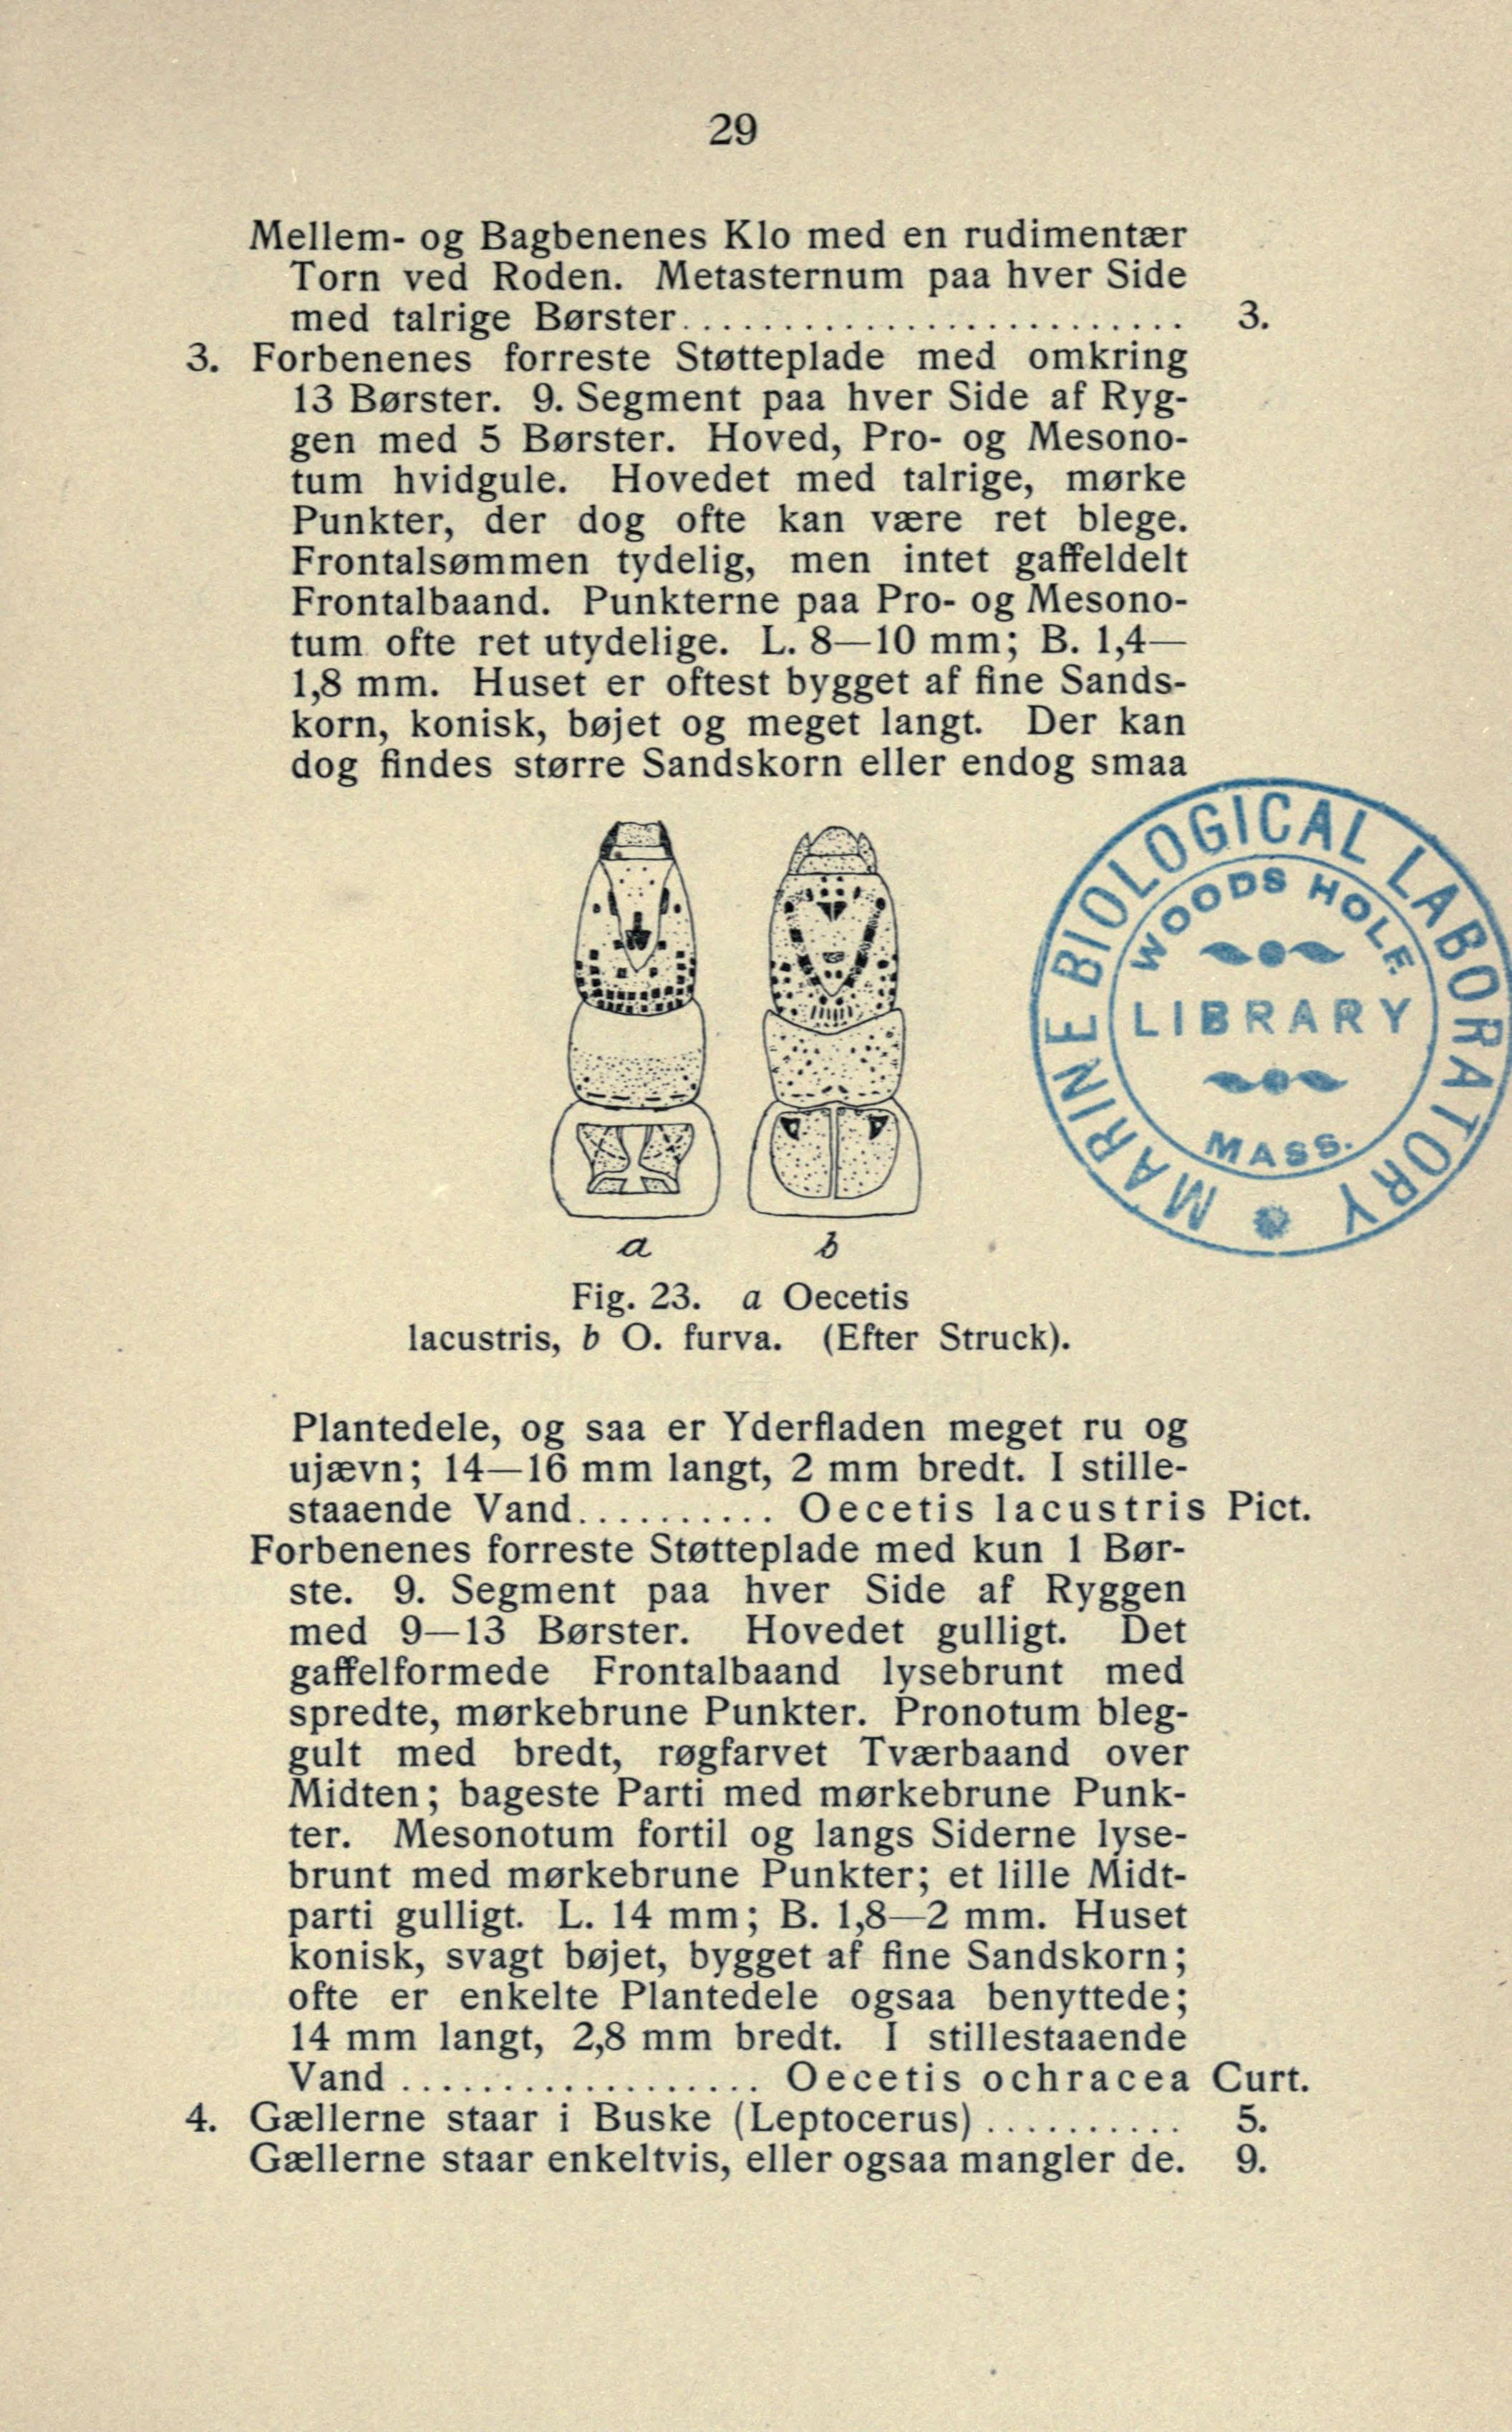 29
Mellem- og Bagbenenes Klo med en rudimentær
Torn ved Roden. Metasternum paa hver Side
med talrige Børster......................... 3.
3. Forbenenes forreste Støtteplade med omkring
13 Børster. 9. Segment paa hver Side af Ryg-
gen med 5 Børster. Hoved, Pro- og Mesono-
tum hvidgule. Hovedet med talrige, mørke
Punkter, der dog ofte kan være ret blege.
Frontalsømmen tydelig, men intet gaffeldelt
Frontalbaand. Punkterne paa Pro- og Mesono-
tum ofte ret utydelige. L. 8—10 mm; B. 1,4—
1,8 mm. Huset er oftest bygget af fine Sands-
korn, konisk, bøjet og meget langt. Der kan
dog findes større Sandskorn eller endog smaa
MARINE BIOLOGICAL LABORATORY
WOODS HOLE
LIBRARY
MASS.
a b
Fig. 23. a Oecetis
lacustris, b O. furva. (Efter Struck).
Plantedele, og saa er Yderfladen meget ru og
ujævn; 14—16 mm langt, 2 mm bredt. I stille-
staaende Vand.......... Oecetis lacustris Pict.
Forbenenes forreste Støtteplade med kun 1 Bør-
ste. 9. Segment paa hver Side af Ryggen
med 9—13 Børster. Hovedet gulligt. Det
gaffelformede Frontalbaand lysebrunt med
spredte, mørkebrune Punkter. Pronotum bleg-
gult med bredt, røgfarvet Tværbaand over
Midten; bageste Parti med mørkebrune Punk-
ter. Mesonotum fortil og langs Siderne lyse-
brunt med mørkebrune Punkter; et lille Midt-
parti gulligt. L. 14 mm; B. 1,8—2 mm. Huset
konisk, svagt bøjet, bygget af fine Sandskorn;
ofte er enkelte Plantedele ogsaa benyttede;
14 mm langt, 2,8 mm bredt. I stillestaaende
Vand .................. Oecetis ochracea Curt.
4. Gællerne staar i Buske (Leptocerus) .......... 5.
Gællerne staar enkeltvis, eller ogsaa mangler de. 9.